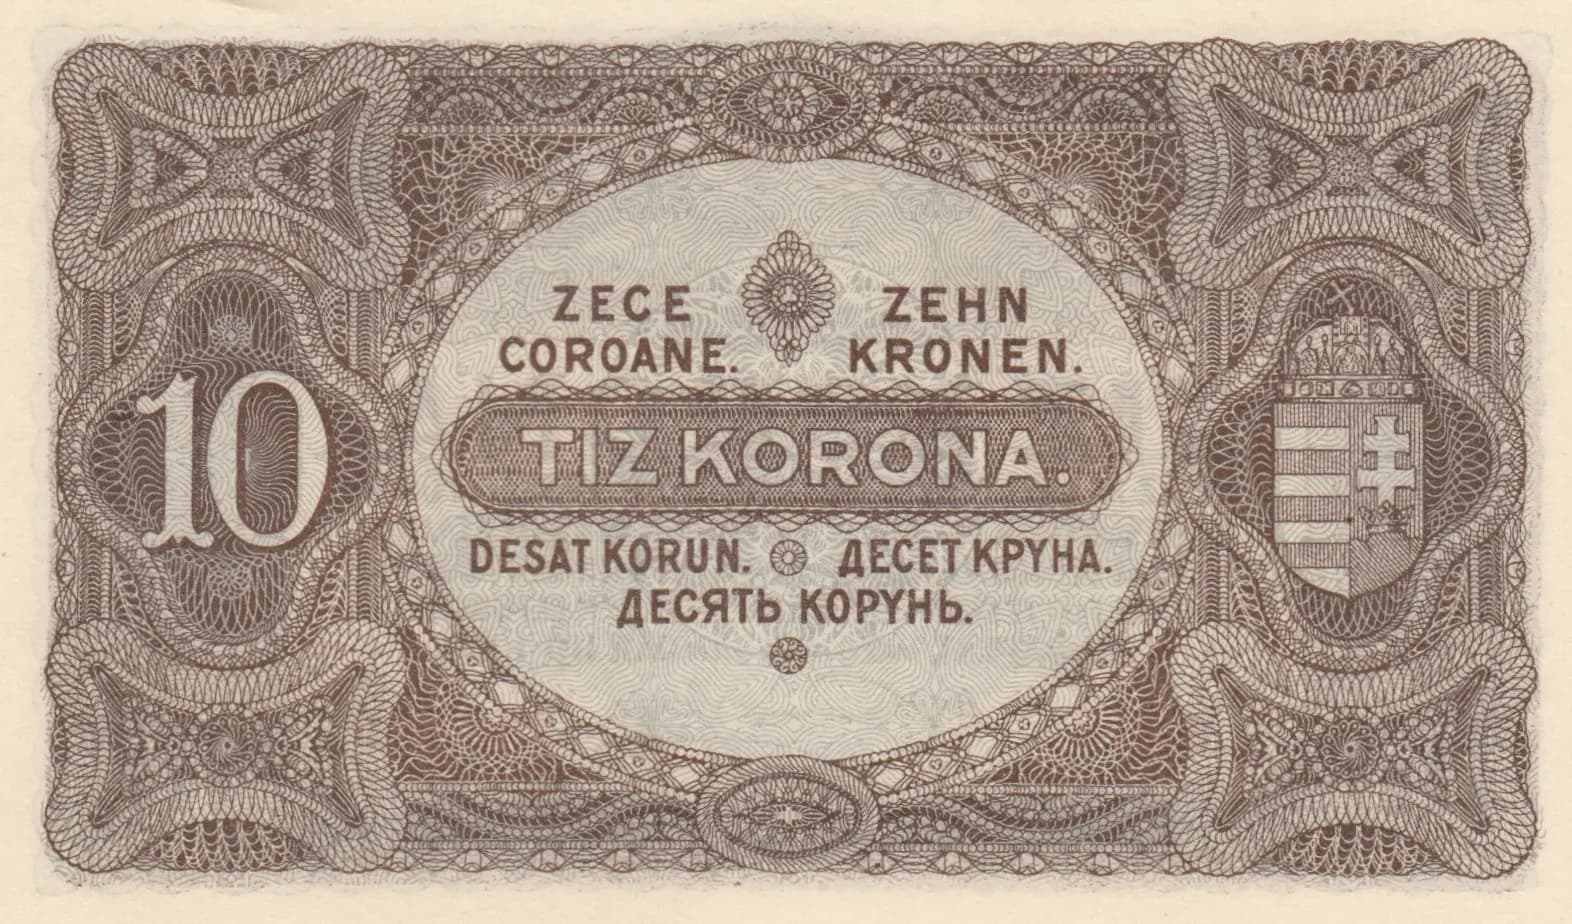 ZECE
COROANE.
ZEHN
KRONEN.
10
TIZ KORONA.
DESAT KORUN.
ДЕСЕТ КРУНА.
ДЕСЯТЬ КОРУНЬ.